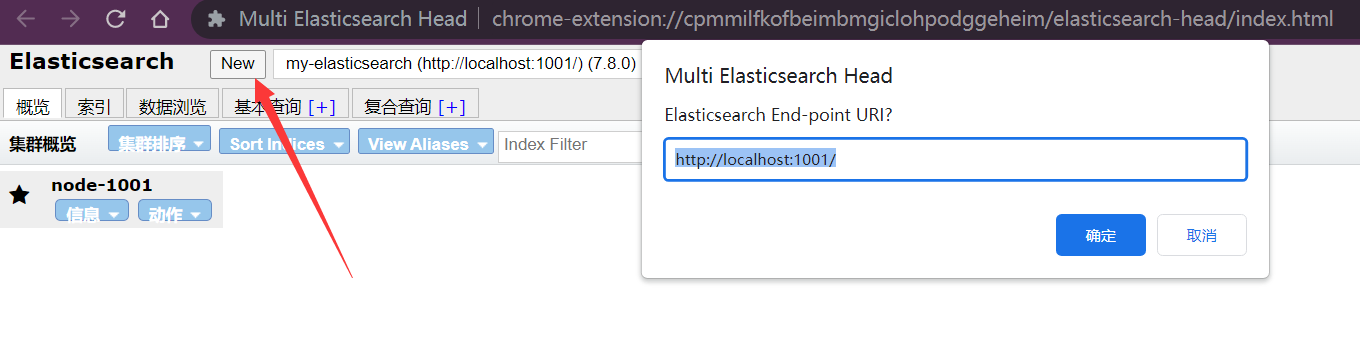 Multi Elasticsearch Head chrome-extension://cpmmilfkofbeimbmgiclohpodggeheim/elasticsearch-head/index.html
Elasticsearch New my-elasticsearch (http://localhost:1001/) (7.8.0)
概览 索引 数据浏览 基本查询 [+] 复合查询 [+]
集群概览 集群排序 Sort Indices View Aliases Index Filter
node-1001
信息 动作
Multi Elasticsearch Head
Elasticsearch End-point URI?
http://localhost:1001/
确定 取消